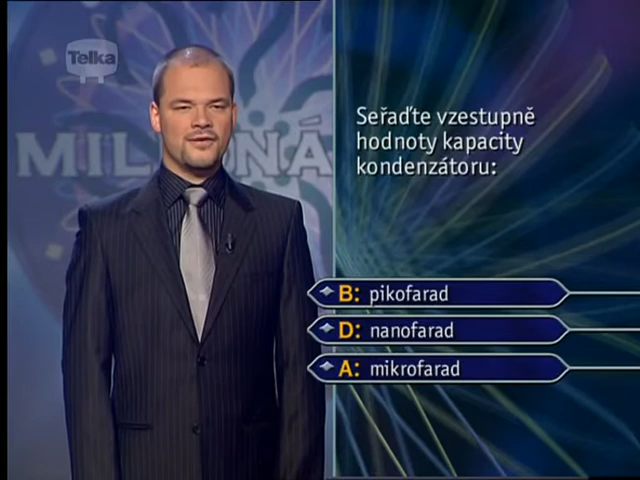 Telka
MILIONÁ
Seřaďte vzestupně
hodnoty kapacity
kondenzátoru:
B: pikofarad
D: nanofarad
A: mikrofarad